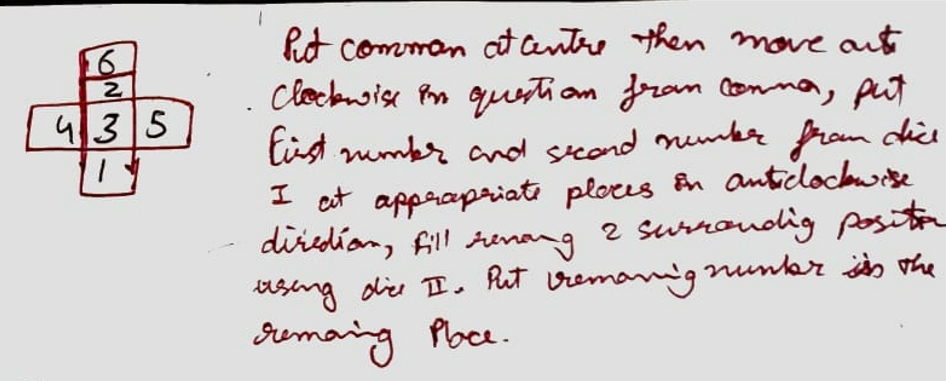 6
2
4 3 5
1
Put common at centre then move anti
clockwise in question from common, put
first number and second number from dice
I at appropriate places in anticlockwise
direction, fill 2 surrounding position
using dice II. Put remaining number in the
remaing Place.